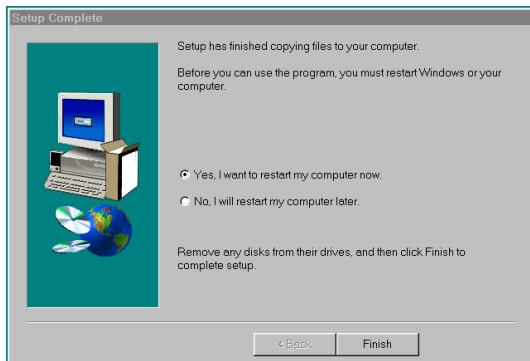 Setup Complete
Setup has finished copying files to your computer.
Before you can use the program, you must restart Windows or your
computer.
Yes, I want to restart my computer now.
No, I will restart my computer later.
Remove any disks from their drives, and then click Finish to
complete setup.
< Back
Finish